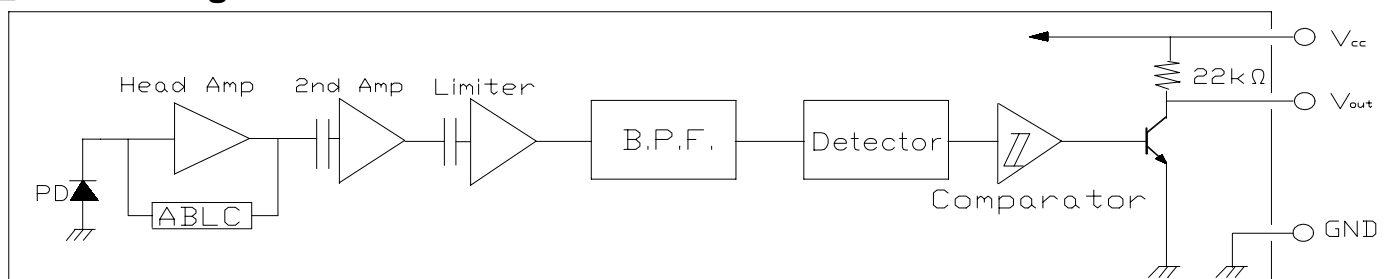 Vcc
Head Amp
2nd Amp
Limiter
22kΩ
Vout
B.P.F.
Detector
PD
ABLC
Comparator
GND